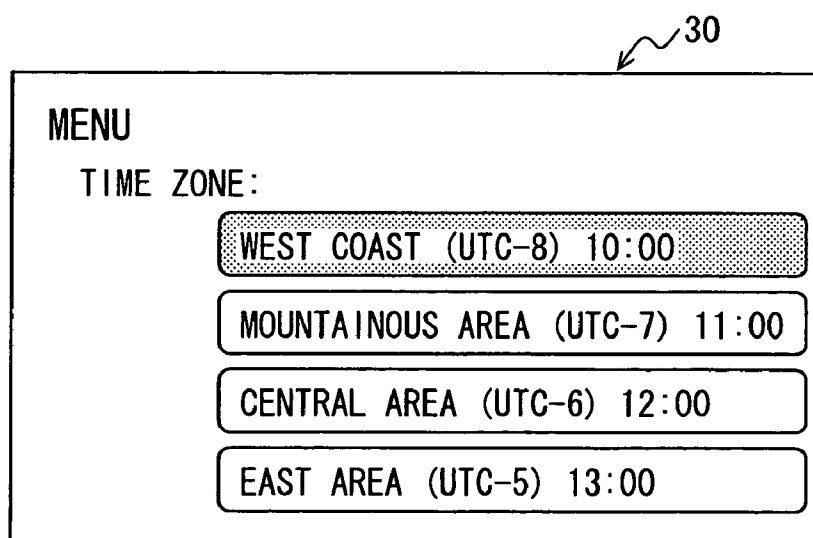 30
MENU
TIME ZONE:
WEST COAST (UTC-8) 10:00
MOUNTAINOUS AREA (UTC-7) 11:00
CENTRAL AREA (UTC-6) 12:00
EAST AREA (UTC-5) 13:00